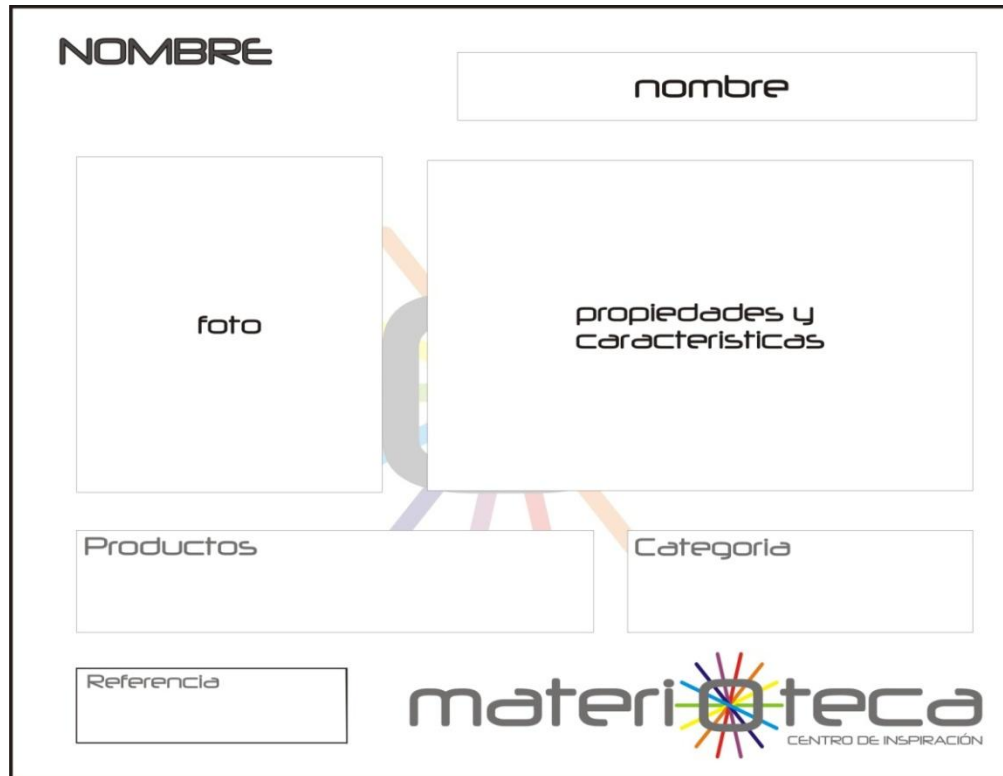 NOMBRE
nombre
foto
propiedades y
caracteristicas
Productos
Categoria
Referencia
materioteca
CENTRO DE INSPIRACIÓN